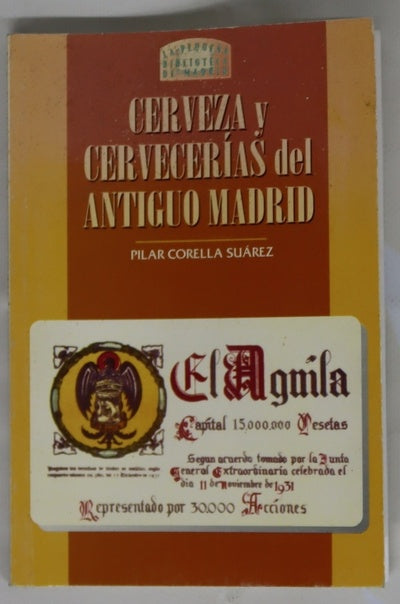 LA PEQUEÑA
BIBLIOTECA
DE MADRID
CERVEZA y
CERVECERÍAS del
ANTIGUO MADRID
PILAR CORELLA SUÁREZ
El Aguila
Capital 15.000.000 Pesetas
Segun acuerdo tomado por la Junta
General Extraordinaria celebrada el
dia 11 de Noviembre de 1931
Representado por 30.000 Acciones